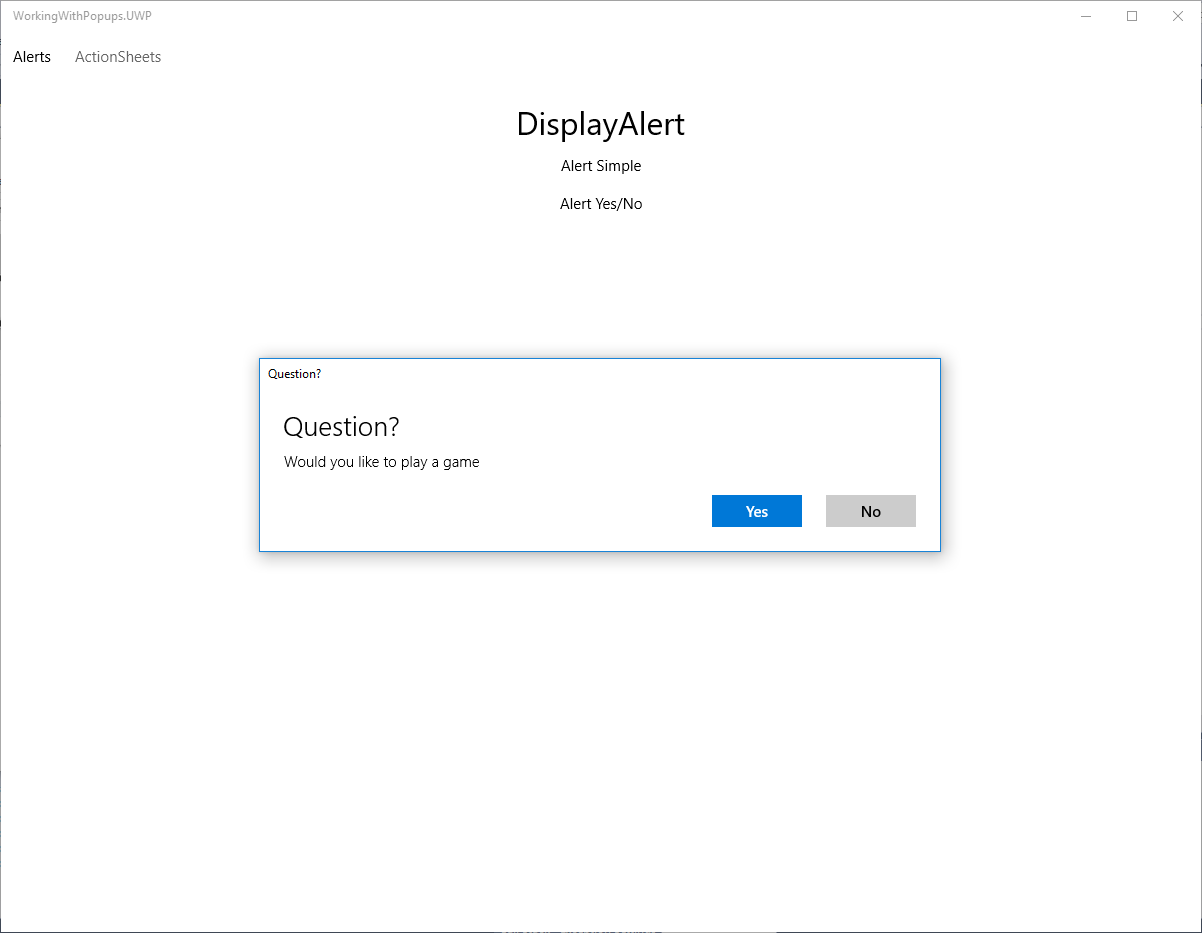 WorkingWithPopups.UWP
Alerts ActionSheets
DisplayAlert
Alert Simple
Alert Yes/No
Question?
Question?
Would you like to play a game
Yes No